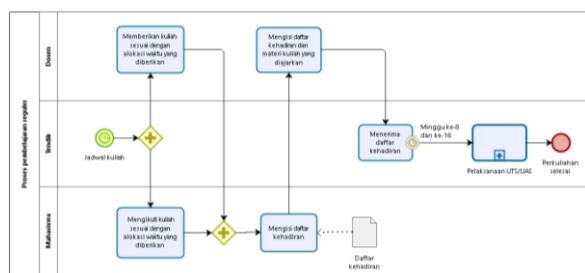 Proses pembelajaran reguler
Dosen
Memberikan kuliah
sesuai dengan
alokasi waktu yang
diberikan
Mengisi daftar
kehadiran dan
materi kuliah yang
diajarkan
Tendik
Jadwal kuliah
Menerima
daftar
kehadiran
Minggu ke-8
dan ke-16
Pelaksanaan UTS/UAS
Perkuliahan
selesai
Mahasiswa
Mengikuti kuliah
sesuai dengan
alokasi waktu yang
diberikan
Mengisi daftar
kehadiran
Daftar
kehadiran